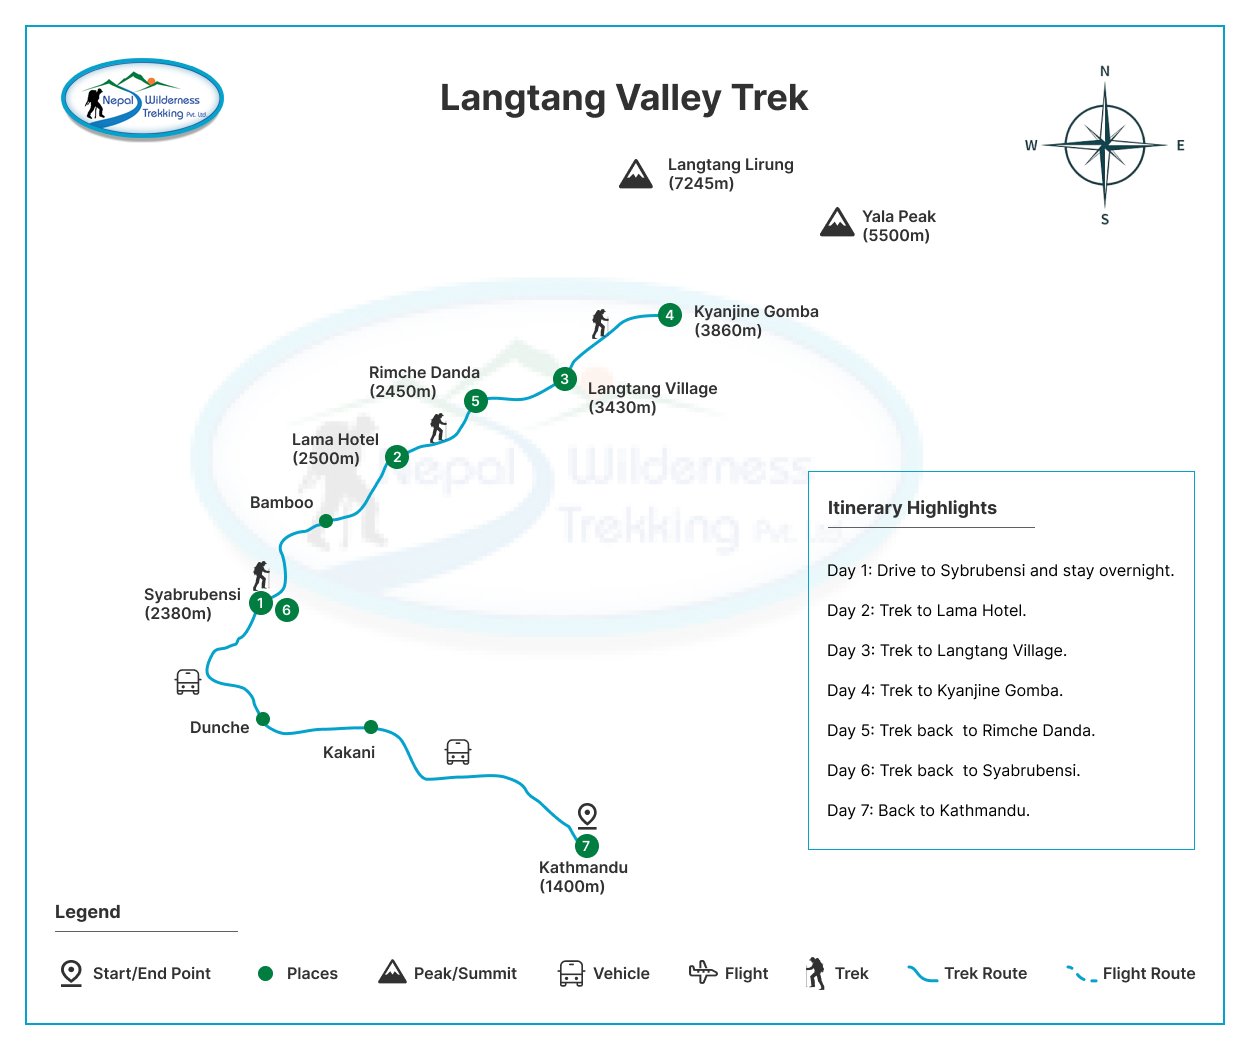 Nepal Wilderness
Trekking Pvt. Ltd.
Langtang Valley Trek
N
W
E
S
Langtang Lirung
(7245m)
Yala Peak
(5500m)
4
Kyanjine Gomba
(3860m)
3
Langtang Village
(3430m)
Rimche Danda
(2450m)
5
Lama Hotel
(2500m)
2
Bamboo
Nepal Wilderness
Trekking Pvt. Ltd.
Syabrubensi
(2380m)
1
6
Dunche
Kakani
7
Kathmandu
(1400m)
Itinerary Highlights
Day 1: Drive to Sybrubensi and stay overnight.
Day 2: Trek to Lama Hotel.
Day 3: Trek to Langtang Village.
Day 4: Trek to Kyanjine Gomba.
Day 5: Trek back  to Rimche Danda.
Day 6: Trek back  to Syabrubensi.
Day 7: Back to Kathmandu.
Legend
Start/End Point
Places
Peak/Summit
Vehicle
Flight
Trek
Trek Route
Flight Route